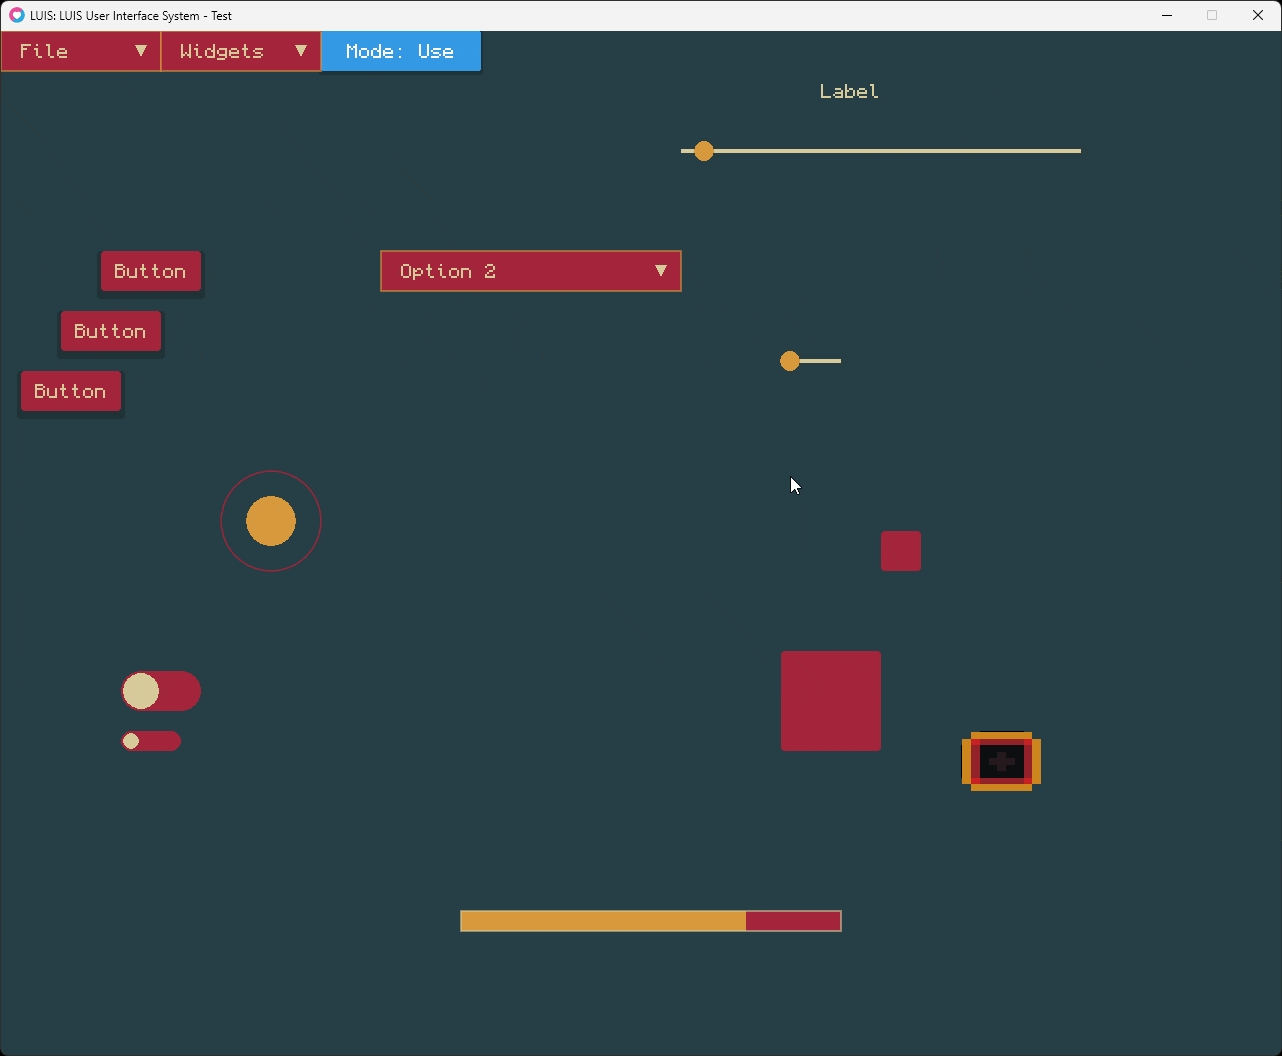 LUIS: LUIS User Interface System - Test
File Widgets Mode: Use
Label
Button Option 2
Button
Button